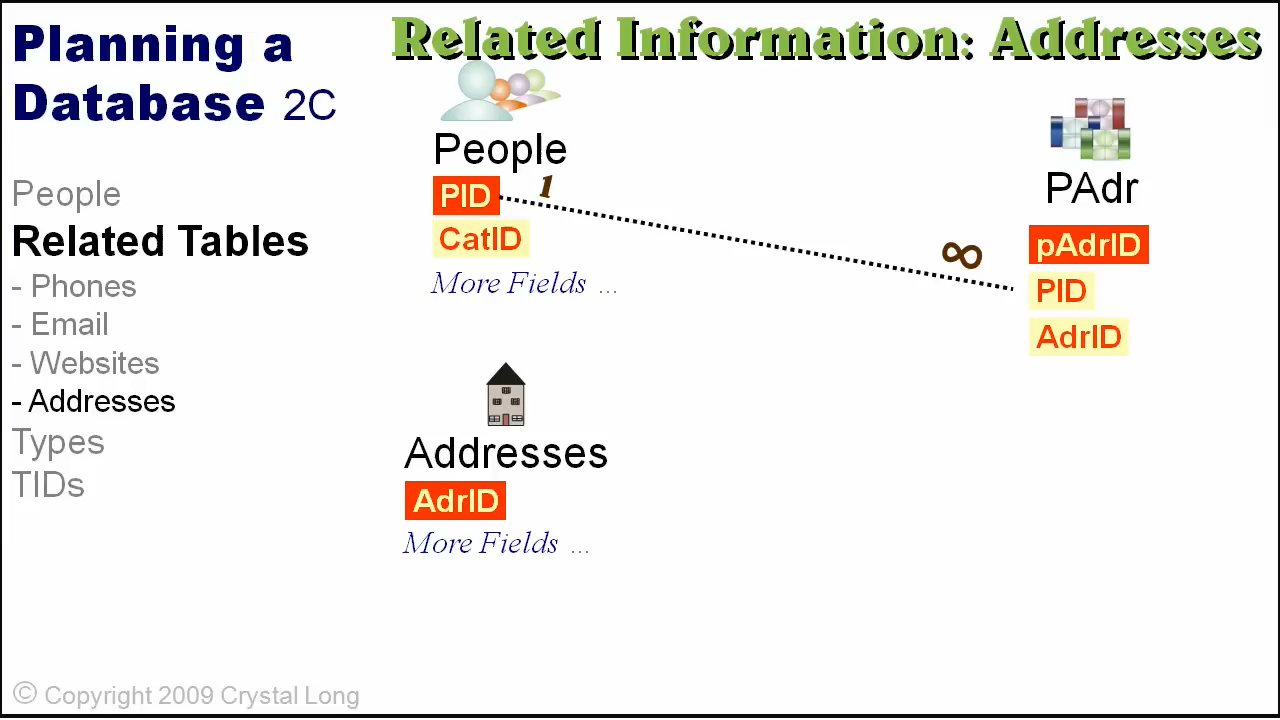 Planning a
Database 2C
People
Related Tables
- Phones
- Email
- Websites
- Addresses
Types
TIDs
Related Information: Addresses
People
PID
CatID
More Fields ...
1
∞
PAdr
pAdrID
PID
AdrID
Addresses
AdrID
More Fields ...
© Copyright 2009 Crystal Long